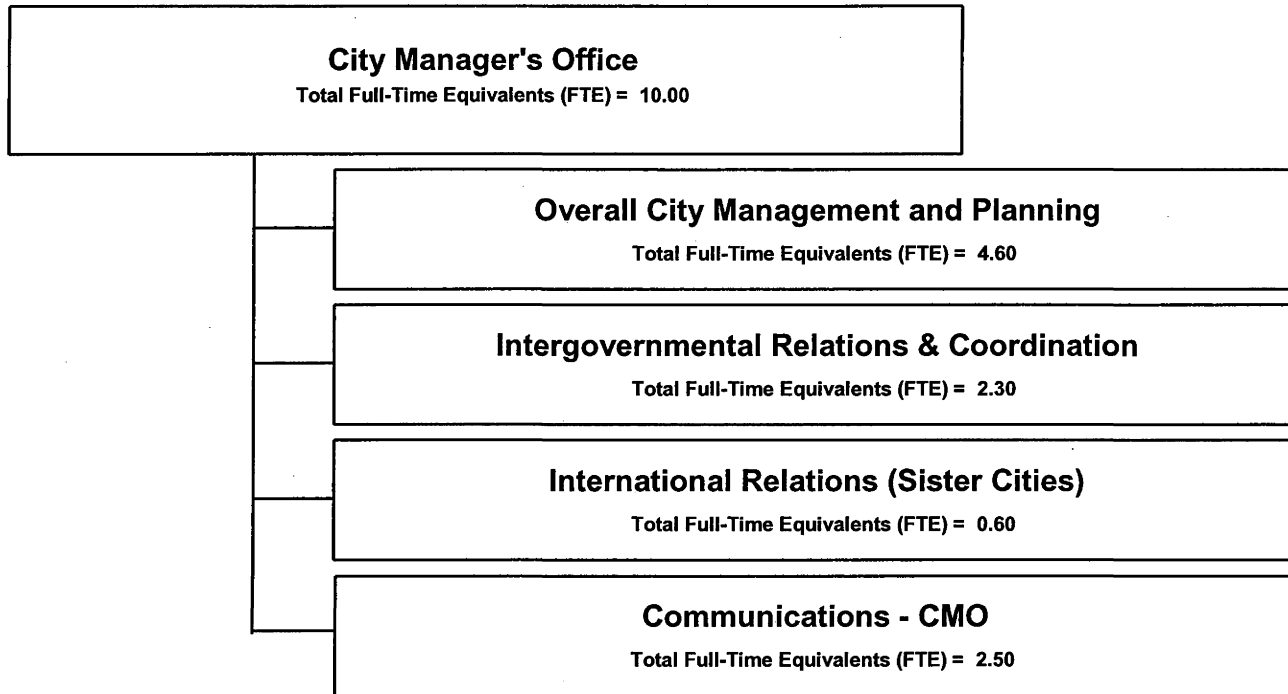 City Manager's Office
Total Full-Time Equivalents (FTE) = 10.00
Overall City Management and Planning
Total Full-Time Equivalents (FTE) = 4.60
Intergovernmental Relations & Coordination
Total Full-Time Equivalents (FTE) = 2.30
International Relations (Sister Cities)
Total Full-Time Equivalents (FTE) = 0.60
Communications - CMO
Total Full-Time Equivalents (FTE) = 2.50